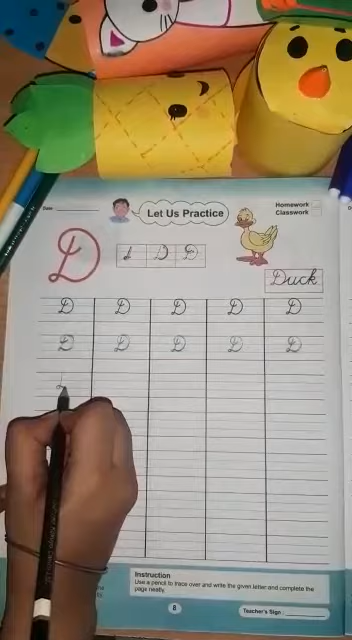 Date
Let Us Practice
Homework
Classwork
D
D D
Duck
D D D D D
D D D D D
Instruction
Use a pencil to trace over and write the given letter and complete the
page neatly.
8
Teacher's Sign :